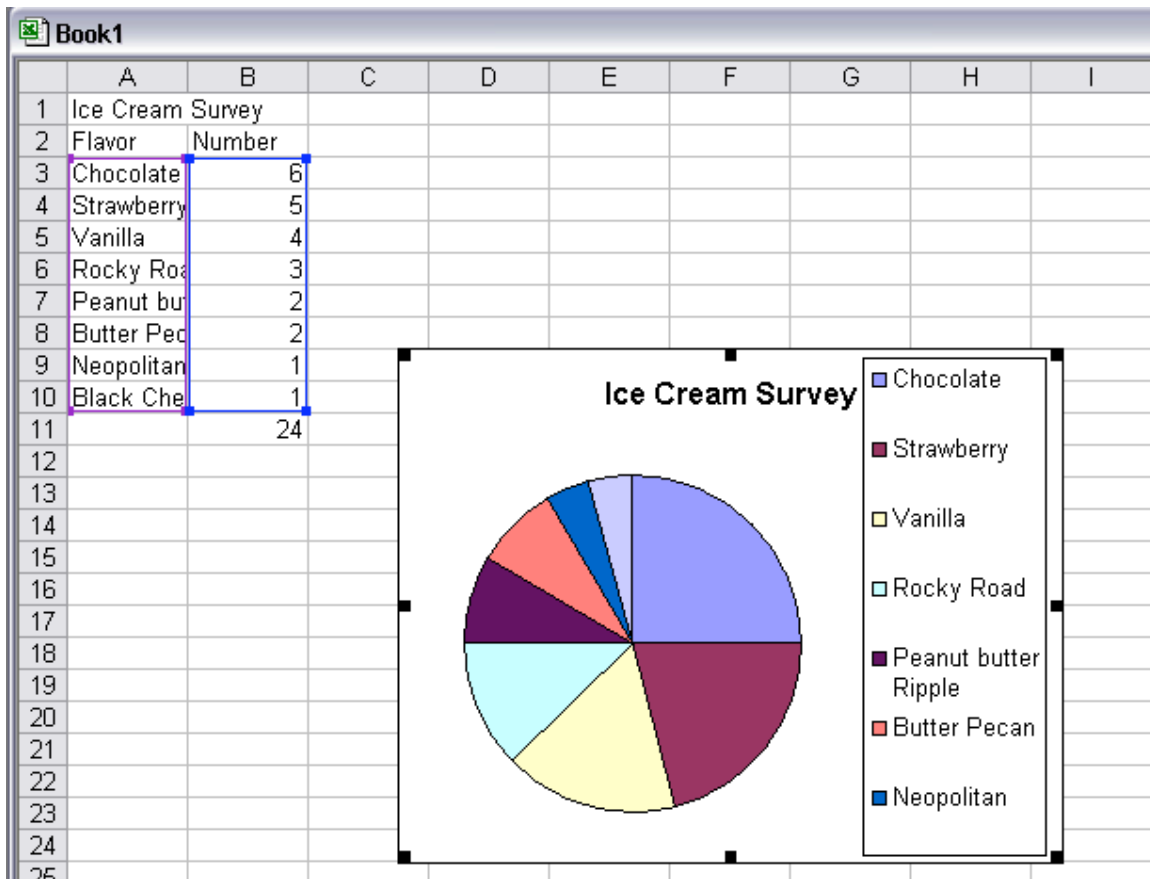 Book1
A B C D E F G H I
1 Ice Cream Survey
2 Flavor Number
3 Chocolate 6
4 Strawberry 5
5 Vanilla 4
6 Rocky Roa 3
7 Peanut but 2
8 Butter Pec 2
9 Neopolitan 1
10 Black Che 1
11 24
12
13
14
15
16
17
18
19
20
21
22
23
24
25
Ice Cream Survey
Chocolate
Strawberry
Vanilla
Rocky Road
Peanut butter
Ripple
Butter Pecan
Neopolitan